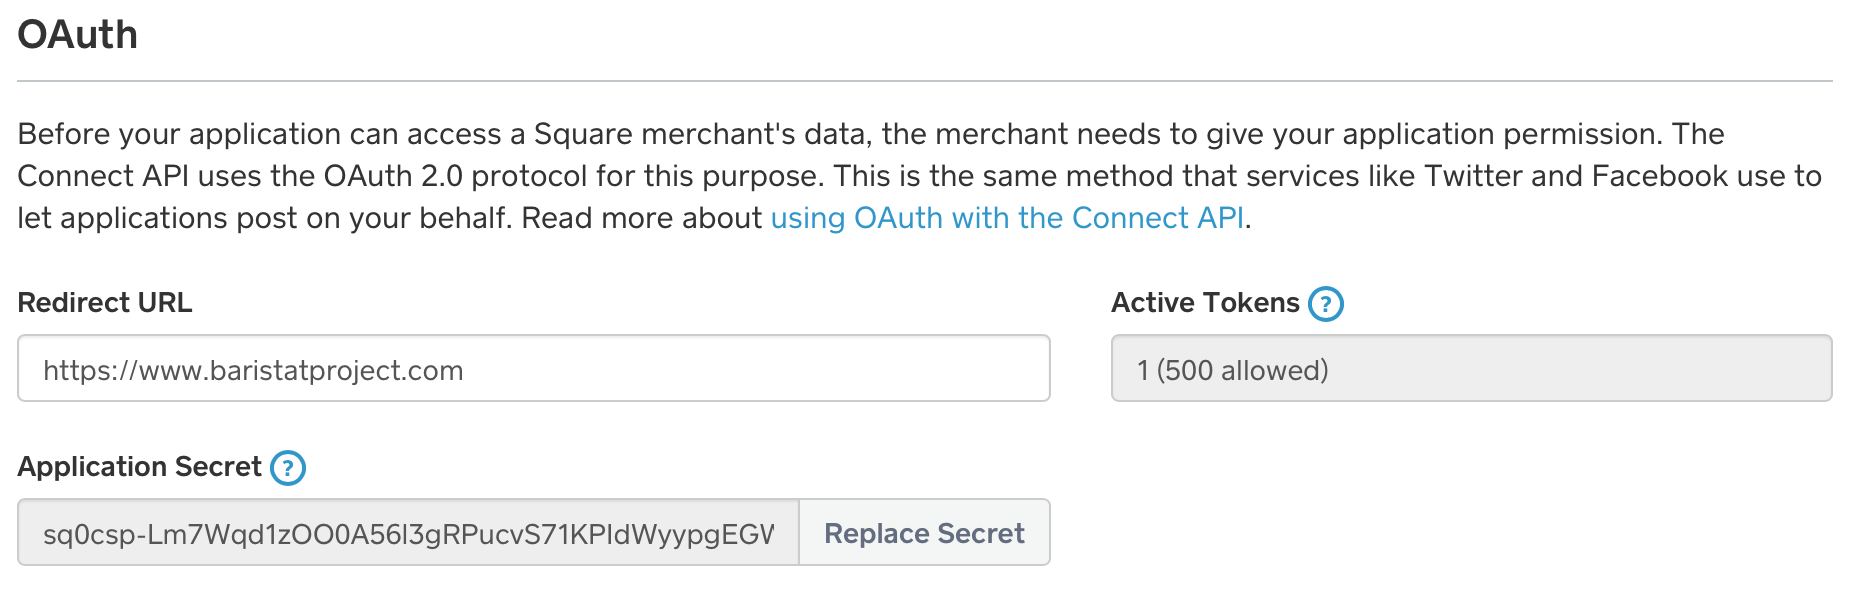 OAuth
Before your application can access a Square merchant's data, the merchant needs to give your application permission. The
Connect API uses the OAuth 2.0 protocol for this purpose. This is the same method that services like Twitter and Facebook use to
let applications post on your behalf. Read more about using OAuth with the Connect API.
Redirect URL
Active Tokens ?
https://www.baristatproject.com
1 (500 allowed)
Application Secret ?
Replace Secret